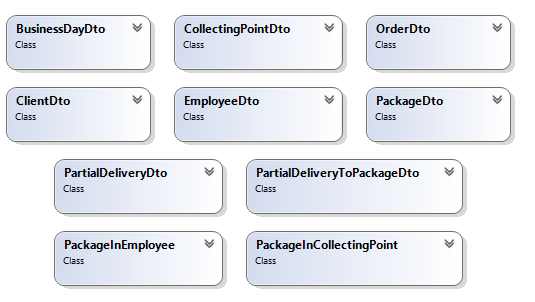 BusinessDayDto
Class
CollectingPointDto
Class
OrderDto
Class
ClientDto
Class
EmployeeDto
Class
PackageDto
Class
PartialDeliveryDto
Class
PartialDeliveryToPackageDto
Class
PackageInEmployee
Class
PackageInCollectingPoint
Class